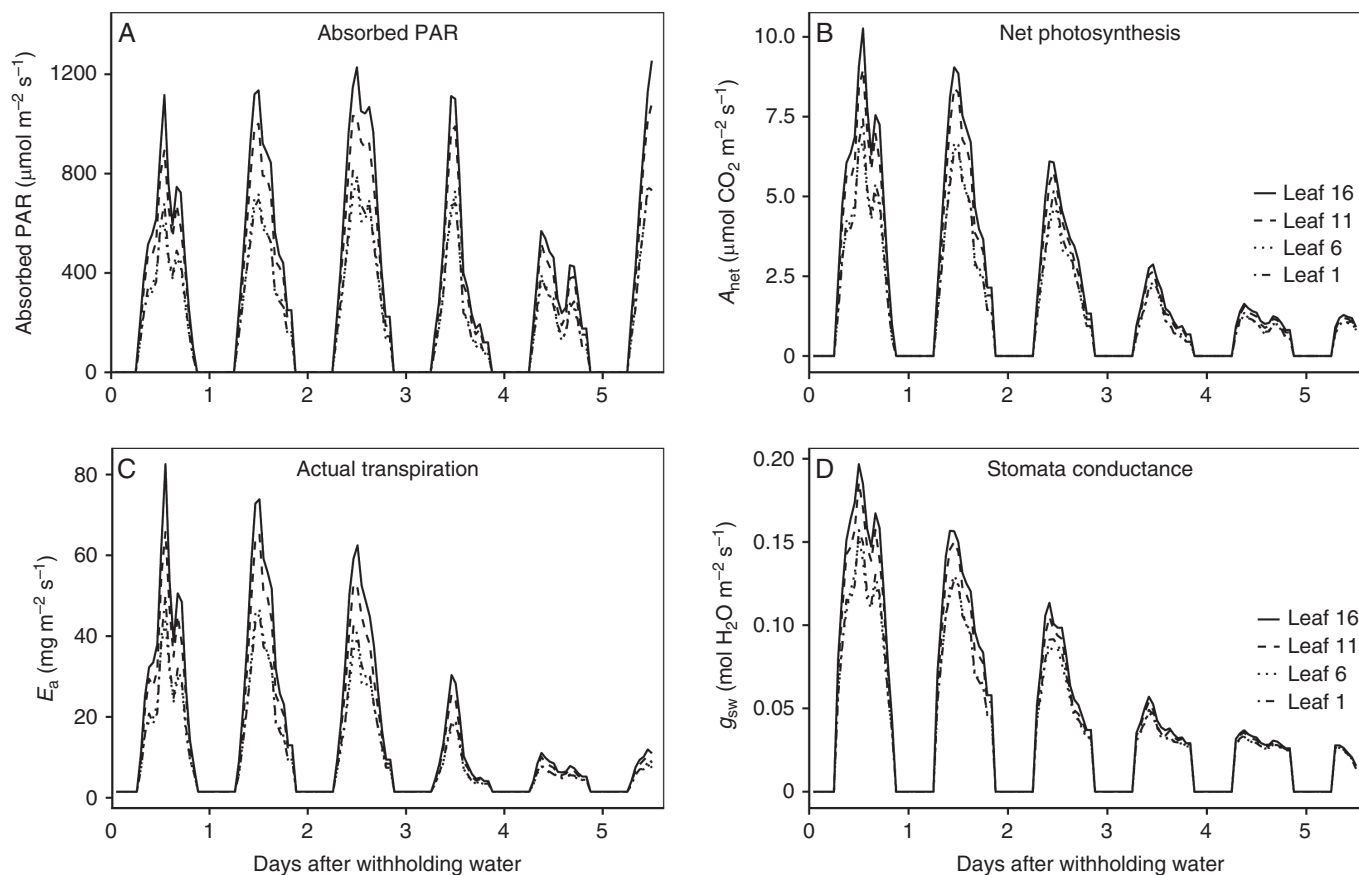 A
Absorbed PAR
Absorbed PAR (μmol m⁻² s⁻¹)
1200
800
400
0
0 1 2 3 4 5
B
Net photosynthesis
A_net (μmol CO₂ m⁻² s⁻¹)
10.0
7.5
5.0
2.5
0
0 1 2 3 4 5
Leaf 16
Leaf 11
Leaf 6
Leaf 1
C
Actual transpiration
E_a (mg m⁻² s⁻¹)
80
60
40
20
0
0 1 2 3 4 5
Days after withholding water
D
Stomata conductance
g_sw (mol H₂O m⁻² s⁻¹)
0.20
0.15
0.10
0.05
0
0 1 2 3 4 5
Days after withholding water
Leaf 16
Leaf 11
Leaf 6
Leaf 1